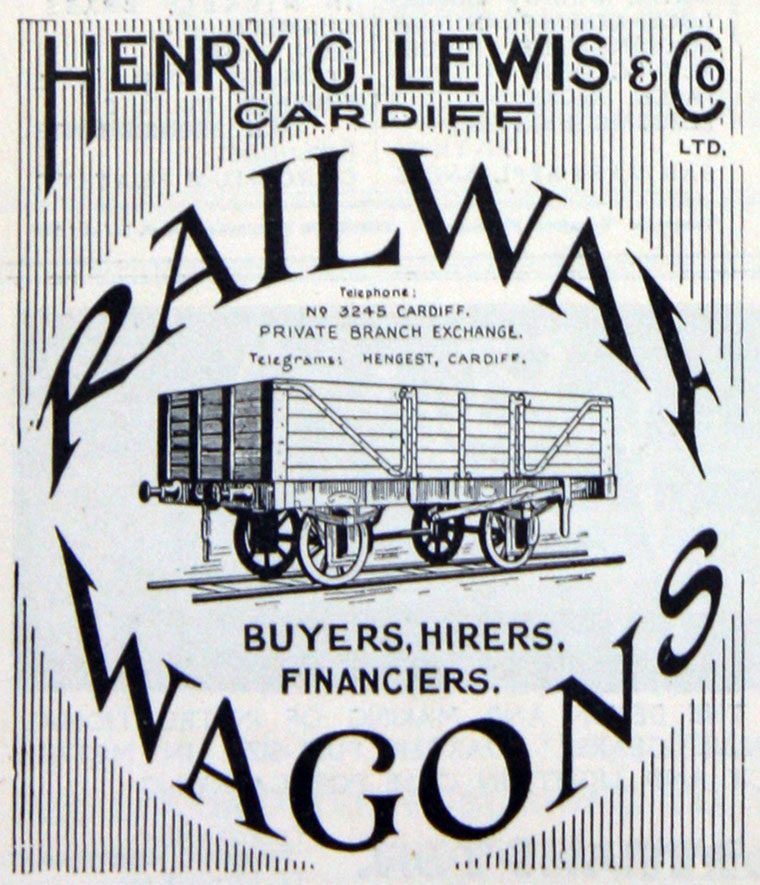 HENRY G. LEWIS & Co
LTD.
CARDIFF
RAILWAY
Telephone:
No 3245 CARDIFF.
PRIVATE BRANCH EXCHANGE.
Telegrams: HENGEST, CARDIFF.
BUYERS, HIRERS,
FINANCIERS.
WAGONS